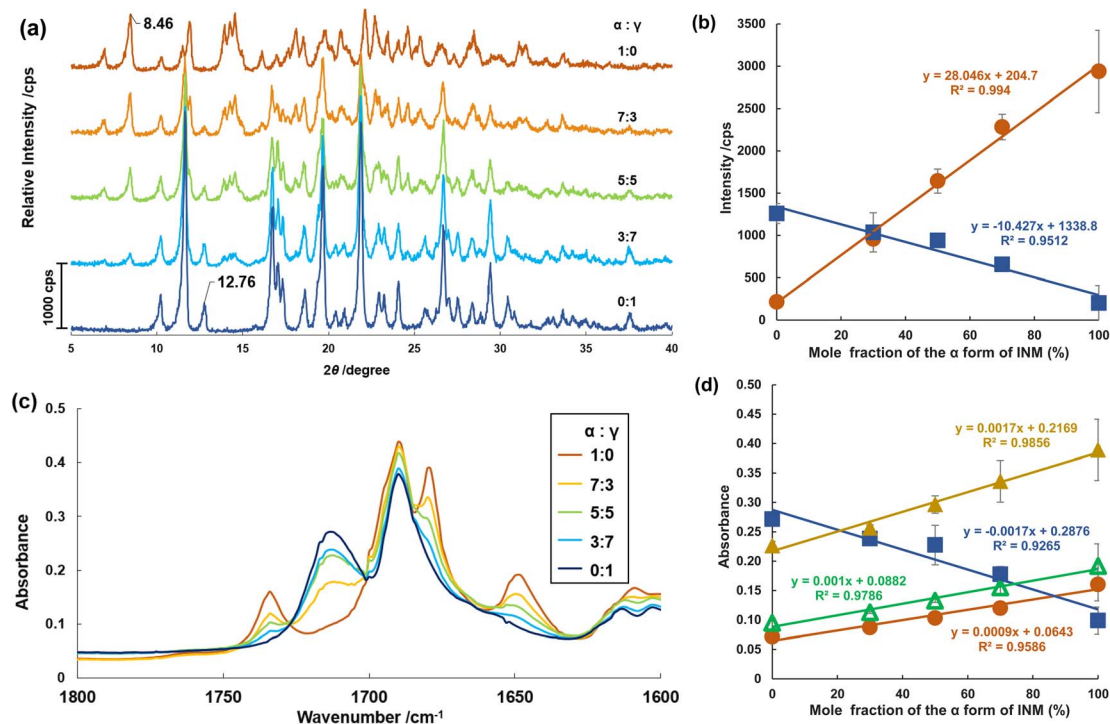 (a)
8.46
α : γ
1:0
7:3
5:5
3:7
12.76
0:1
Relative Intensity /cps
1000 cps
5 10 15 20 25 30 35 40
2θ /degree
(b)
3500
3000
2500
2000
1500
1000
500
0
Intensity /cps
y = 28.046x + 204.7
R² = 0.994
y = -10.427x + 1338.8
R² = 0.9512
0 20 40 60 80 100
Mole fraction of the α form of INM (%)
(c)
0.5
0.4
0.3
0.2
0.1
0
Absorbance
α : γ
1:0
7:3
5:5
3:7
0:1
1800 1750 1700 1650 1600
Wavenumber /cm-1
(d)
0.50
0.45
0.40
0.35
0.30
0.25
0.20
0.15
0.10
0.05
0.00
Absorbance
y = 0.0017x + 0.2169
R² = 0.9856
y = -0.0017x + 0.2876
R² = 0.9265
y = 0.001x + 0.0882
R² = 0.9786
y = 0.0009x + 0.0643
R² = 0.9586
0 20 40 60 80 100
Mole fraction of the α form of INM (%)